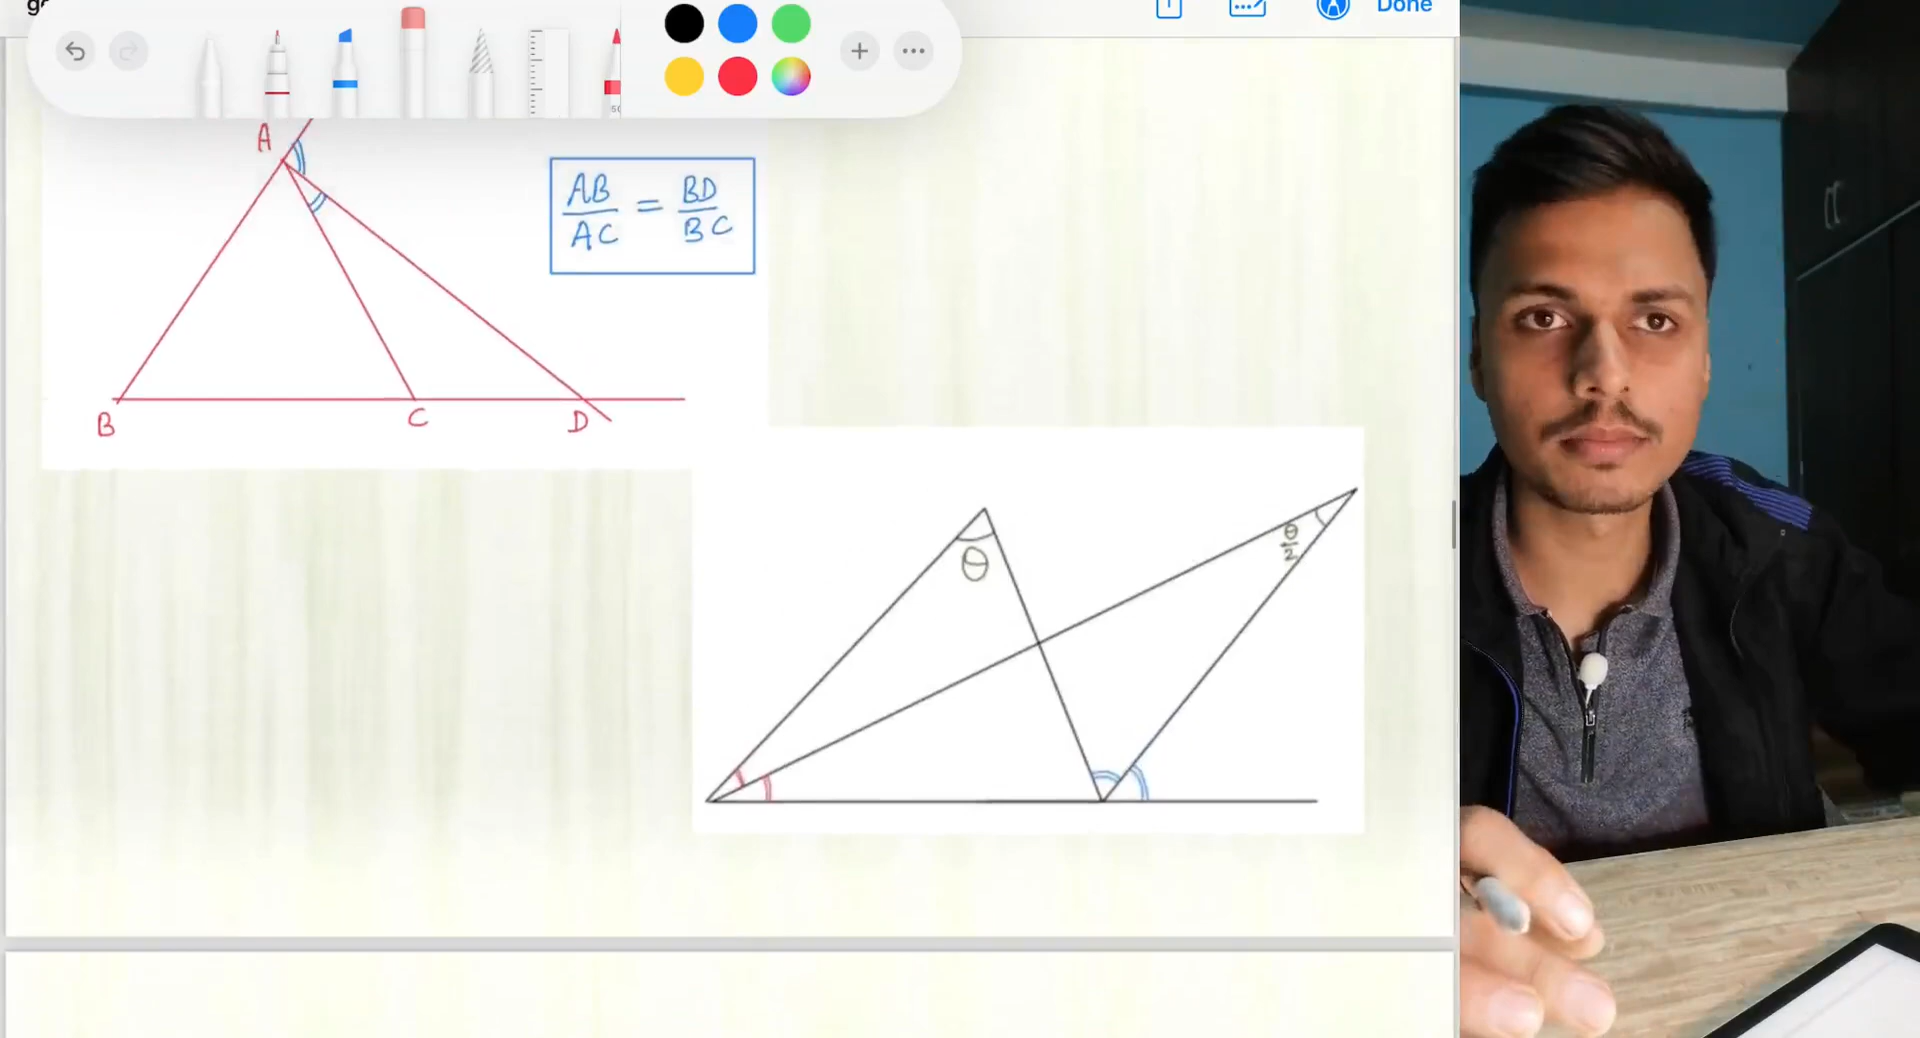 Done
A
AB/AC = BD/BC
B C D
θ
θ/2